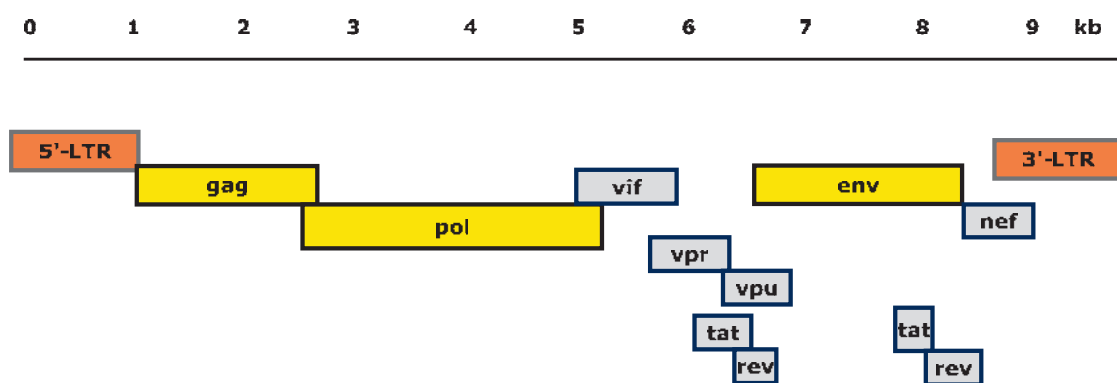 0 1 2 3 4 5 6 7 8 9 kb
5'-LTR
3'-LTR
gag
vif
env
pol
nef
vpr
vpu
tat
tat
rev
rev